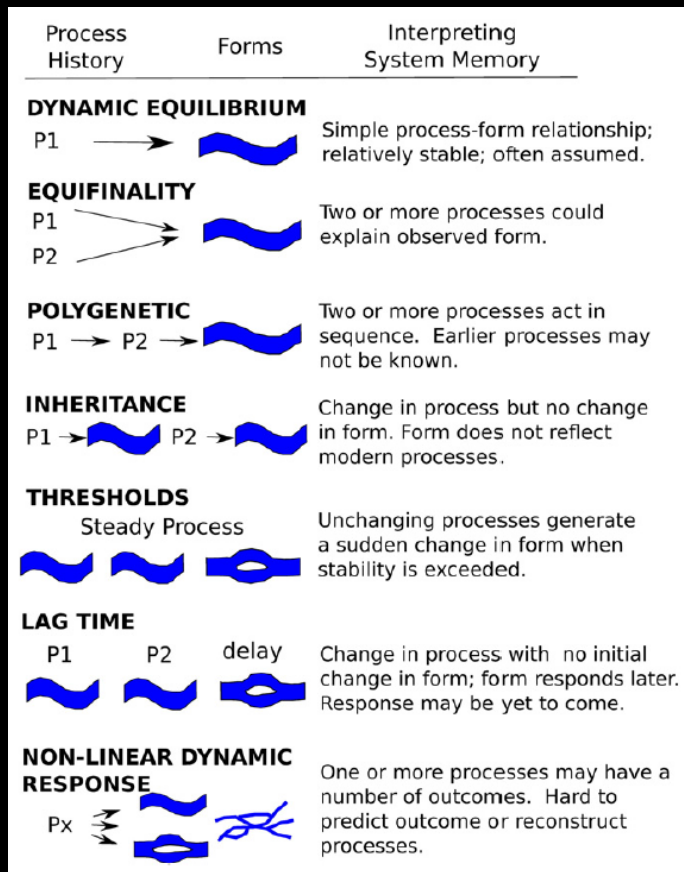 Process History
Forms
Interpreting System Memory
DYNAMIC EQUILIBRIUM
P1
Simple process-form relationship;
relatively stable; often assumed.
EQUIFINALITY
P1
P2
Two or more processes could
explain observed form.
POLYGENETIC
P1 P2
Two or more processes act in
sequence. Earlier processes may
not be known.
INHERITANCE
P1 P2
Change in process but no change
in form. Form does not reflect
modern processes.
THRESHOLDS
Steady Process
Unchanging processes generate
a sudden change in form when
stability is exceeded.
LAG TIME
P1 P2 delay
Change in process with no initial
change in form; form responds later.
Response may be yet to come.
NON-LINEAR DYNAMIC
RESPONSE
Px
One or more processes may have a
number of outcomes. Hard to
predict outcome or reconstruct
processes.